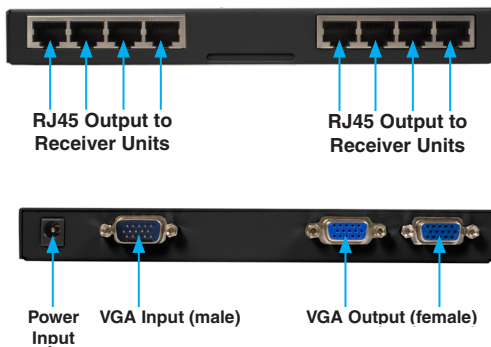 RJ45 Output to
Receiver Units
RJ45 Output to
Receiver Units
Power
Input
VGA Input (male)
VGA Output (female)